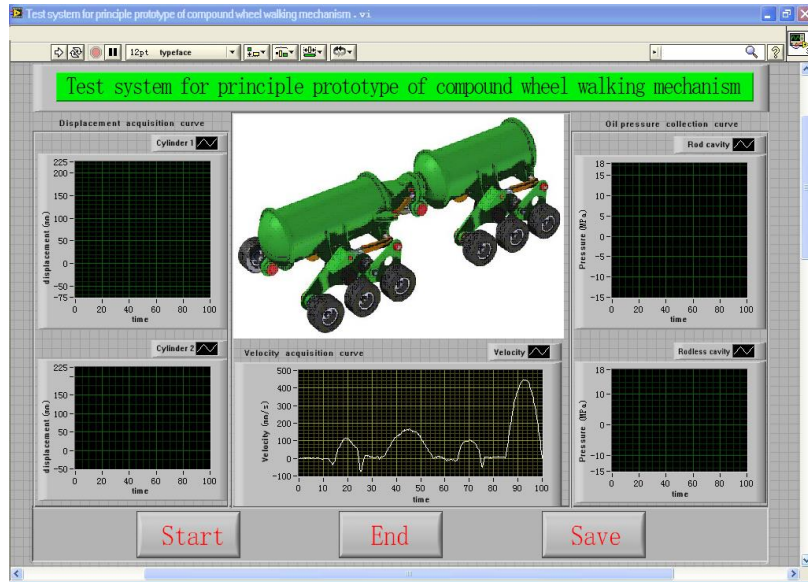 Test system for principle prototype of compound wheel walking mechanism.vi
12pt typeface
Test system for principle prototype of compound wheel walking mechanism
Displacement acquisition curve
Cylinder 1
displacement (mm)
225
200
150
100
50
0
-50
-75
0 20 40 60 80 100
time
Cylinder 2
displacement (mm)
225
150
100
50
0
-50
0 20 40 60 80 100
time
Velocity acquisition curve
Velocity
Velocity (mm/s)
500
400
300
200
100
0
-100
0 10 20 30 40 50 60 70 80 90 100
time
Oil pressure collection curve
Rod cavity
Pressure (MPa)
18
15
10
5
0
-5
-10
-15
0 20 40 60 80 100
time
Rodless cavity
Pressure (MPa)
18
10
0
-10
-15
0 20 40 60 80 100
time
Start
End
Save